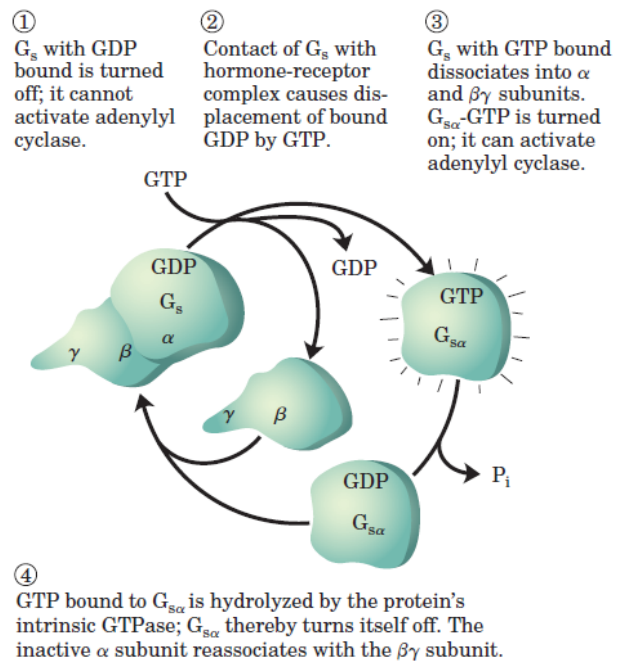 ①
Gₛ with GDP
bound is turned
off; it cannot
activate adenylyl
cyclase.
②
Contact of Gₛ with
hormone-receptor
complex causes dis-
placement of bound
GDP by GTP.
③
Gₛ with GTP bound
dissociates into α
and βγ subunits.
Gₛα-GTP is turned
on; it can activate
adenylyl cyclase.
GTP
GDP
GDP
Gₛ
α
β
γ
GTP
Gₛα
γ β
GDP
Gₛα
Pᵢ
④
GTP bound to Gₛα is hydrolyzed by the protein’s
intrinsic GTPase; Gₛα thereby turns itself off. The
inactive α subunit reassociates with the βγ subunit.